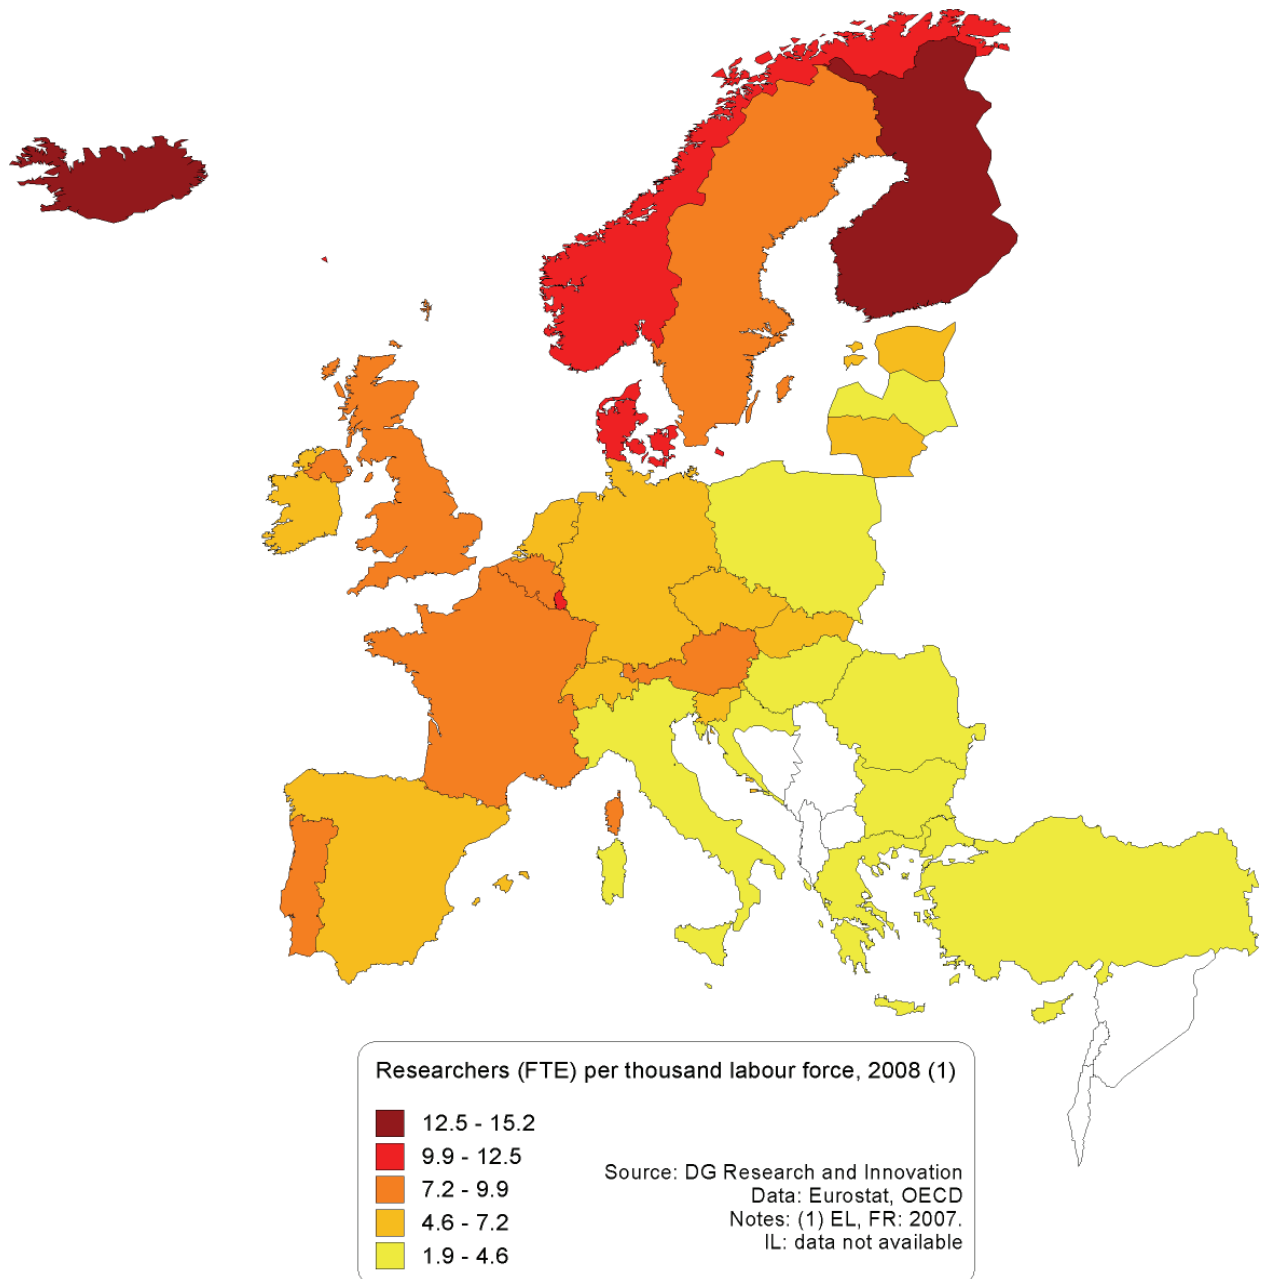 Researchers (FTE) per thousand labour force, 2008 (1)
12.5 - 15.2
9.9 - 12.5
7.2 - 9.9
4.6 - 7.2
1.9 - 4.6
Source: DG Research and Innovation
Data: Eurostat, OECD
Notes: (1) EL, FR: 2007.
IL: data not available